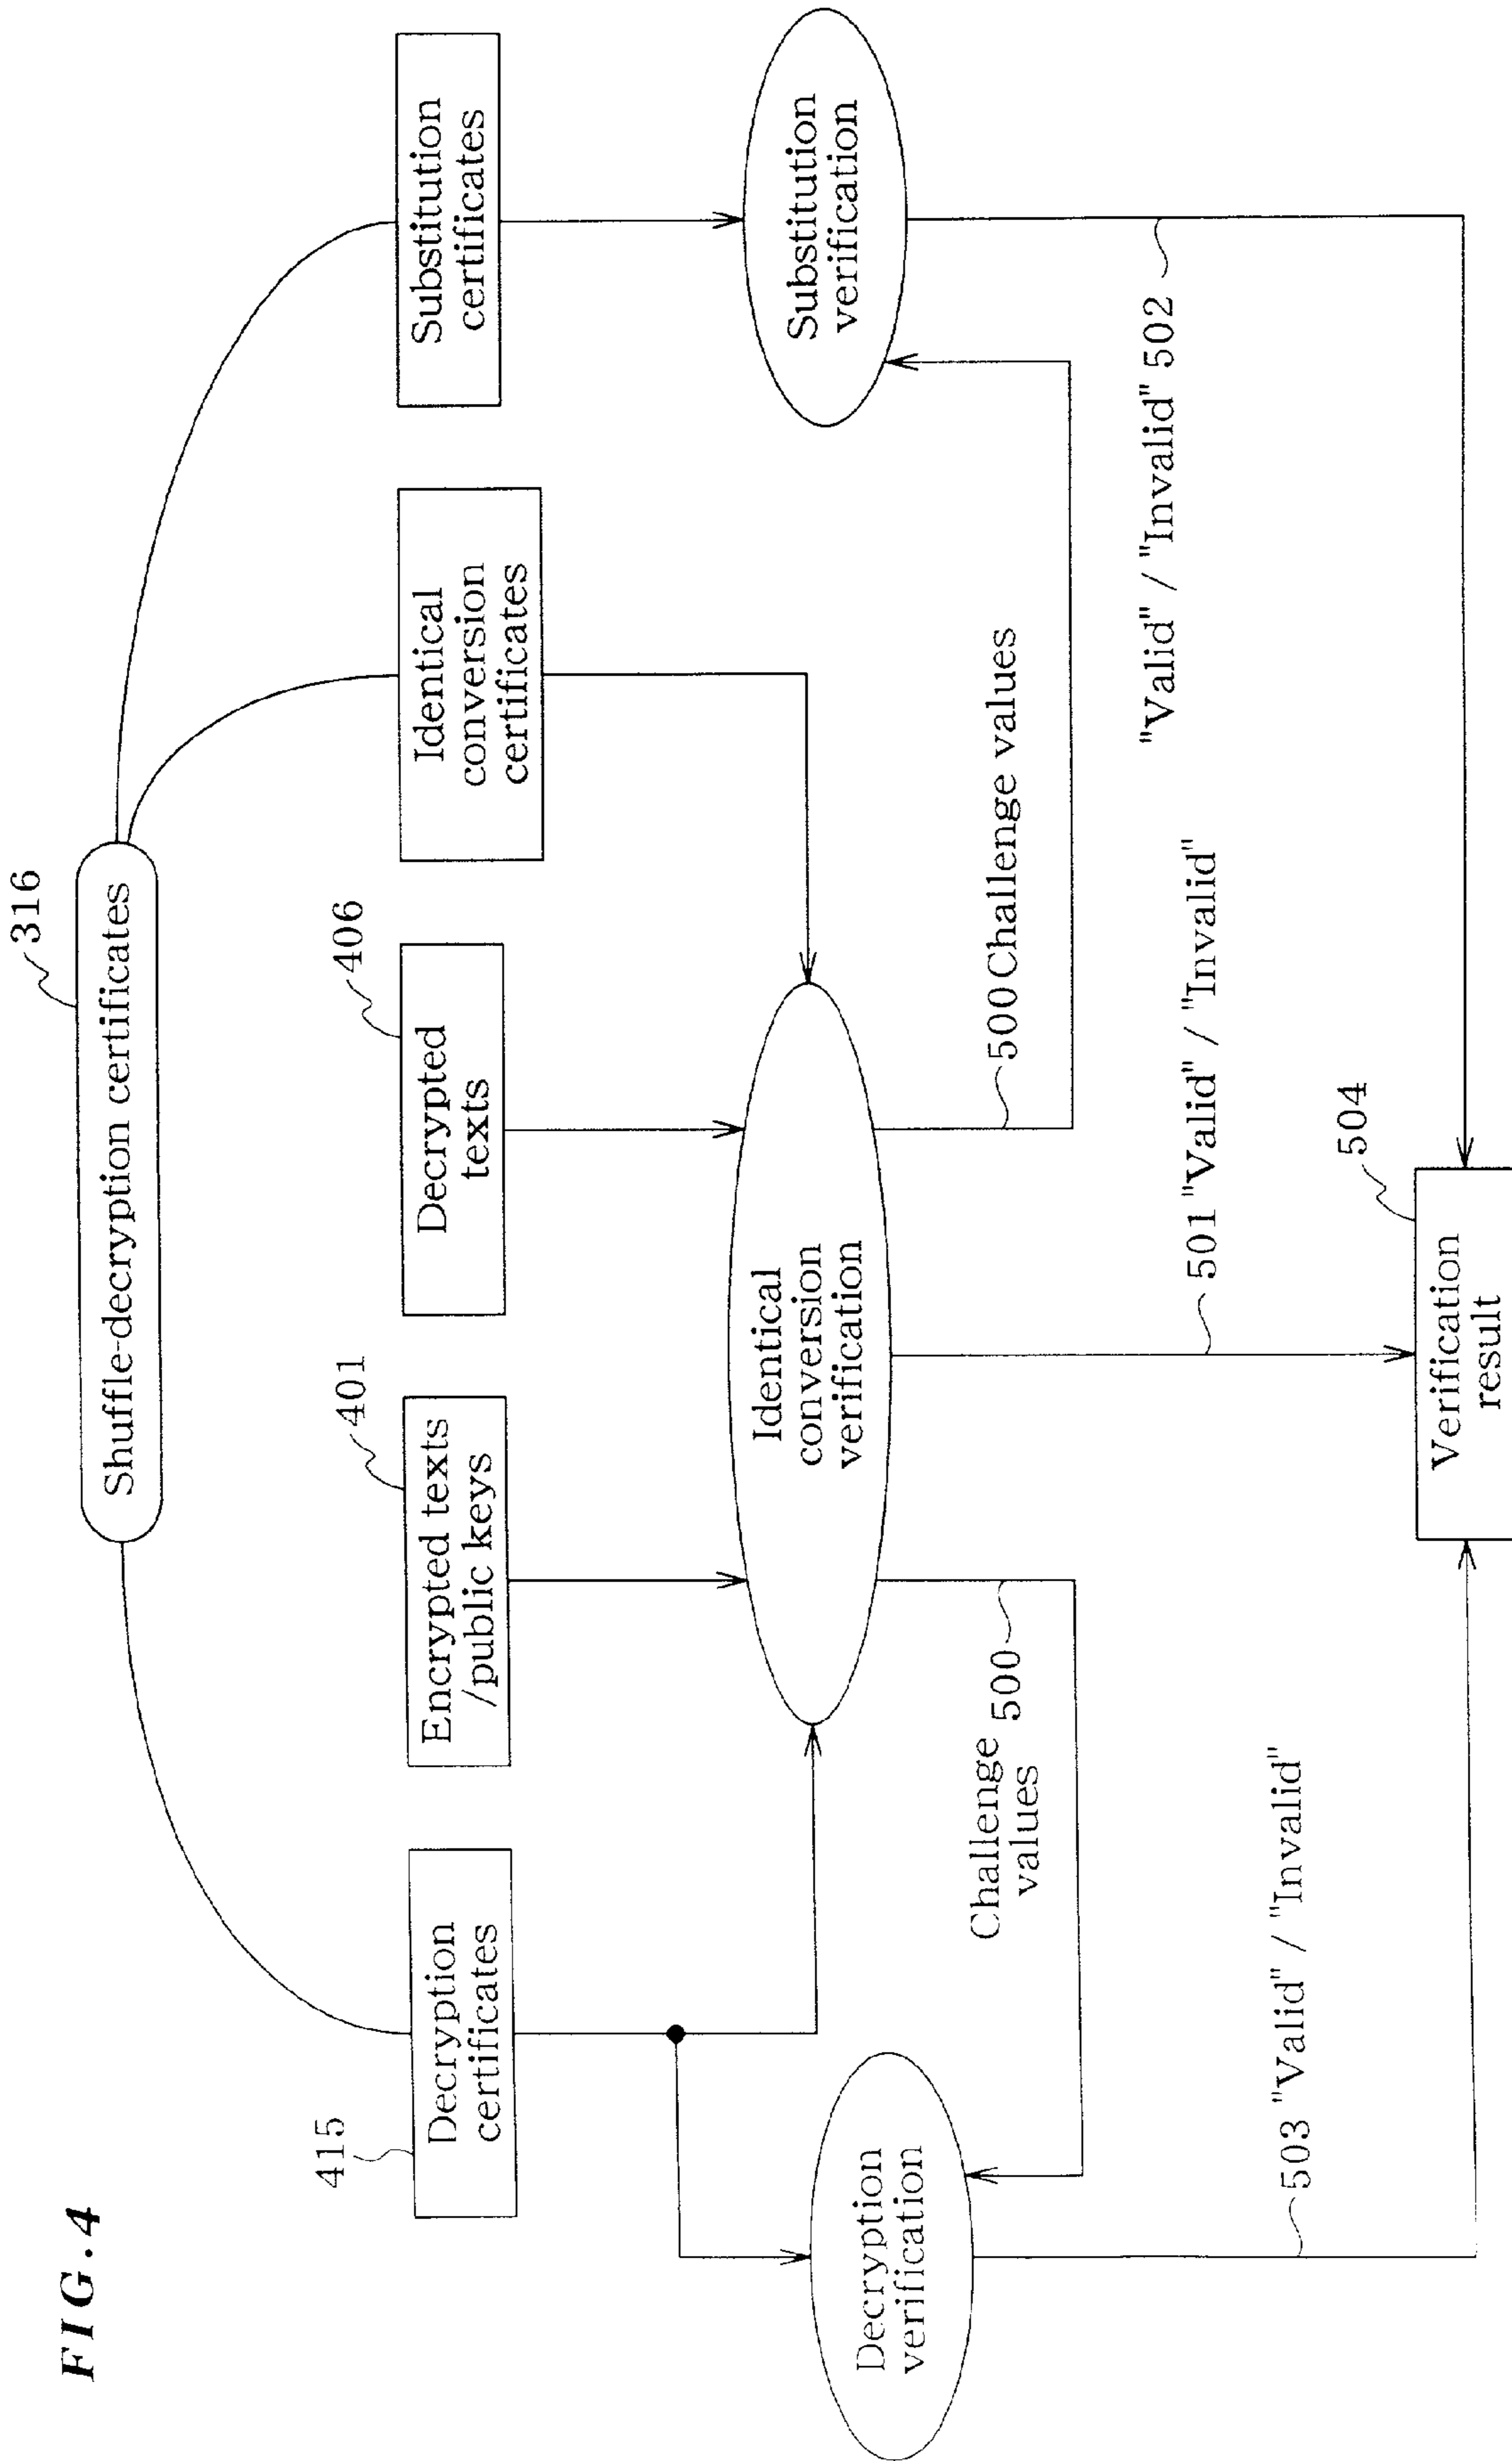 FIG.4
316
Shuffle-decryption certificates
415
Decryption
certificates
401
Encrypted texts
/public keys
406
Decrypted
texts
Identical
conversion
certificates
Substitution
certificates
Decryption
verification
Identical
conversion
verification
Substitution
verification
Challenge
values
500
500 Challenge values
503 "Valid" / "Invalid"
501 "Valid" / "Invalid"
"Valid" / "Invalid" 502
504
Verification
result